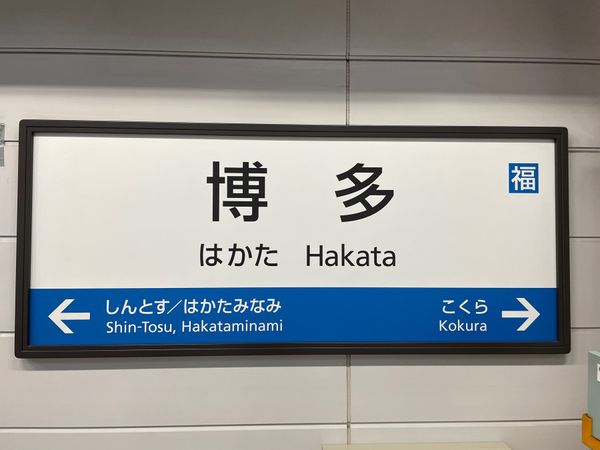 博多
福
はかた Hakata
しんとす／はかたみなみ
Shin-Tosu, Hakataminami
こくら
Kokura